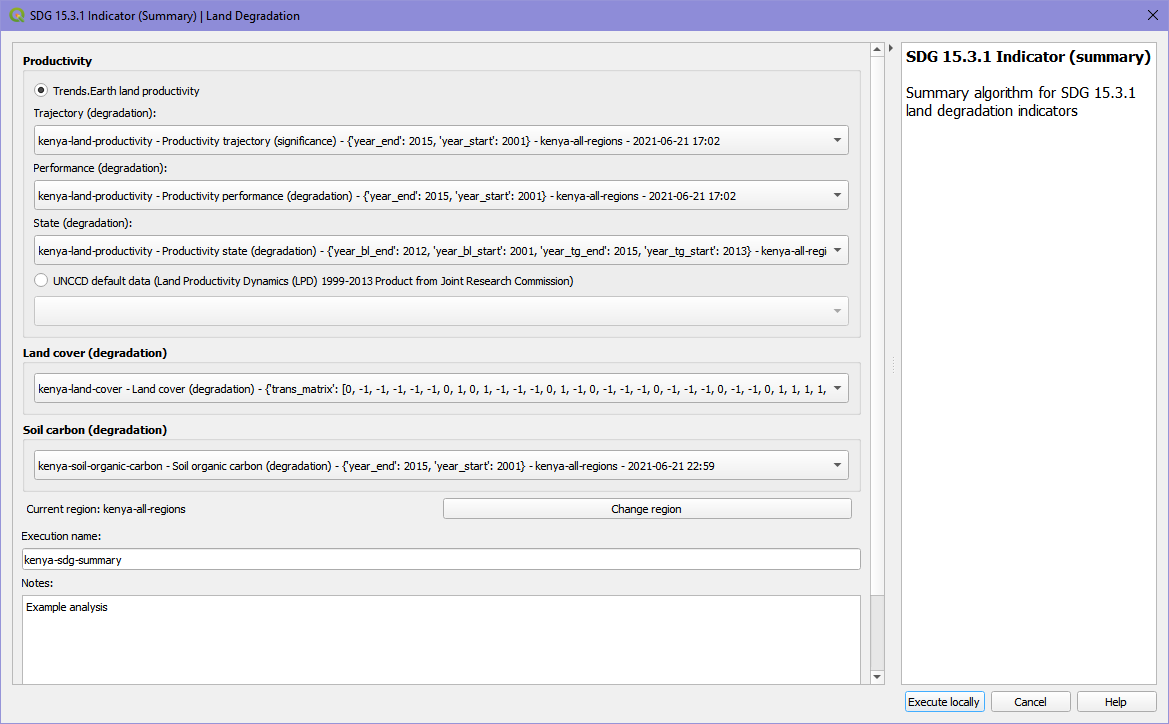 SDG 15.3.1 Indicator (Summary) | Land Degradation
Productivity
Trends.Earth land productivity
Trajectory (degradation):
kenya-land-productivity - Productivity trajectory (significance) - {'year_end': 2015, 'year_start': 2001} - kenya-all-regions - 2021-06-21 17:02
Performance (degradation):
kenya-land-productivity - Productivity performance (degradation) - {'year_end': 2015, 'year_start': 2001} - kenya-all-regions - 2021-06-21 17:02
State (degradation):
kenya-land-productivity - Productivity state (degradation) - {'year_bl_end': 2012, 'year_bl_start': 2001, 'year_tg_end': 2015, 'year_tg_start': 2013} - kenya-all-regi
UNCCD default data (Land Productivity Dynamics (LPD) 1999-2013 Product from Joint Research Commission)
Land cover (degradation)
kenya-land-cover - Land cover (degradation) - {'trans_matrix': [0, -1, -1, -1, -1, -1, 0, 1, 0, 1, -1, -1, -1, 0, 1, -1, 0, -1, -1, -1, 0, -1, -1, -1, 0, -1, -1, 0, 1, 1, 1, 1,
Soil carbon (degradation)
kenya-soil-organic-carbon - Soil organic carbon (degradation) - {'year_end': 2015, 'year_start': 2001} - kenya-all-regions - 2021-06-21 22:59
Current region: kenya-all-regions
Change region
Execution name:
kenya-sdg-summary
Notes:
Example analysis
SDG 15.3.1 Indicator (summary)
Summary algorithm for SDG 15.3.1
land degradation indicators
Execute locally
Cancel
Help